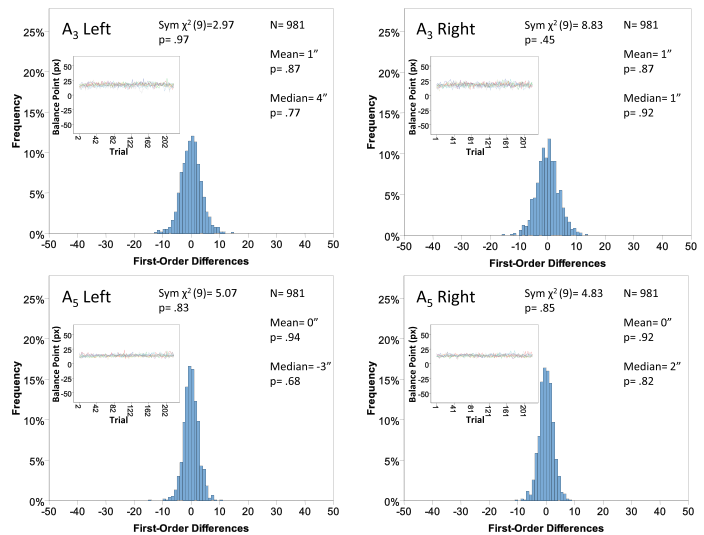 A3 Left
Sym χ² (9)=2.97
p= .97
N= 981
Mean= 1”
p= .87
Median= 4”
p= .77
Frequency
25%
20%
15%
10%
5%
0%
-50 -40 -30 -20 -10 0 10 20 30 40 50
First-Order Differences
Balance Point (px)
50
25
0
-25
-50
2 42 82 122 162 202
Trial
A3 Right
Sym χ² (9)= 8.83
p= .45
N= 981
Mean= 1”
p= .87
Median= 1”
p= .92
Frequency
25%
20%
15%
10%
5%
0%
-50 -40 -30 -20 -10 0 10 20 30 40 50
First-Order Differences
Balance Point (px)
50
25
0
-25
-50
1 41 81 121 161 201
Trial
A5 Left
Sym χ² (9)= 5.07
p= .83
N= 981
Mean= 0”
p= .94
Median= -3”
p= .68
Frequency
25%
20%
15%
10%
5%
0%
-50 -40 -30 -20 -10 0 10 20 30 40 50
First-Order Differences
Balance Point (px)
50
25
0
-25
-50
2 42 82 122 162 202
Trial
A5 Right
Sym χ² (9)= 4.83
p= .85
N= 981
Mean= 0”
p= .92
Median= 2”
p= .82
Frequency
25%
20%
15%
10%
5%
0%
-50 -40 -30 -20 -10 0 10 20 30 40 50
First-Order Differences
Balance Point (px)
50
25
0
-25
-50
1 41 81 121 161 201
Trial